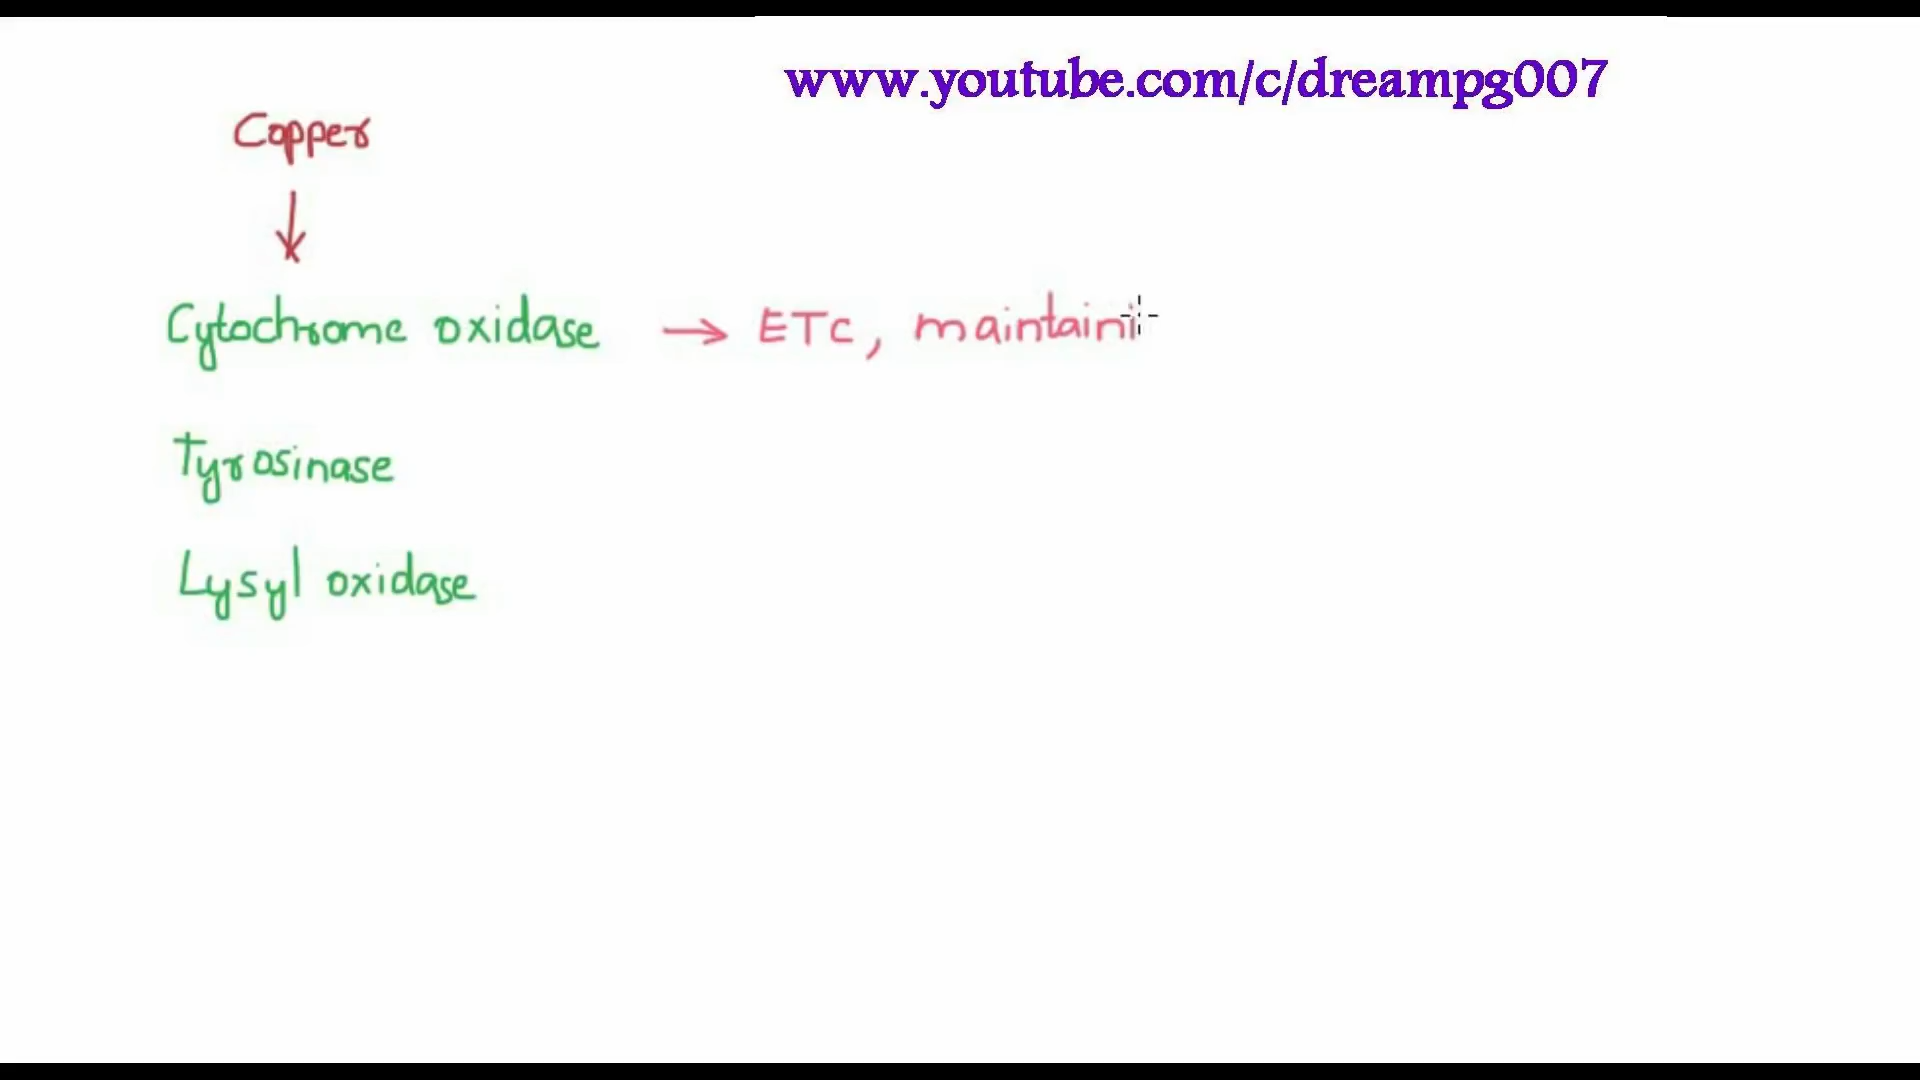 www.youtube.com/c/dreampg007
Copper
Cytochrome oxidase → ETC, maintaini
Tyrosinase
Lysyl oxidase